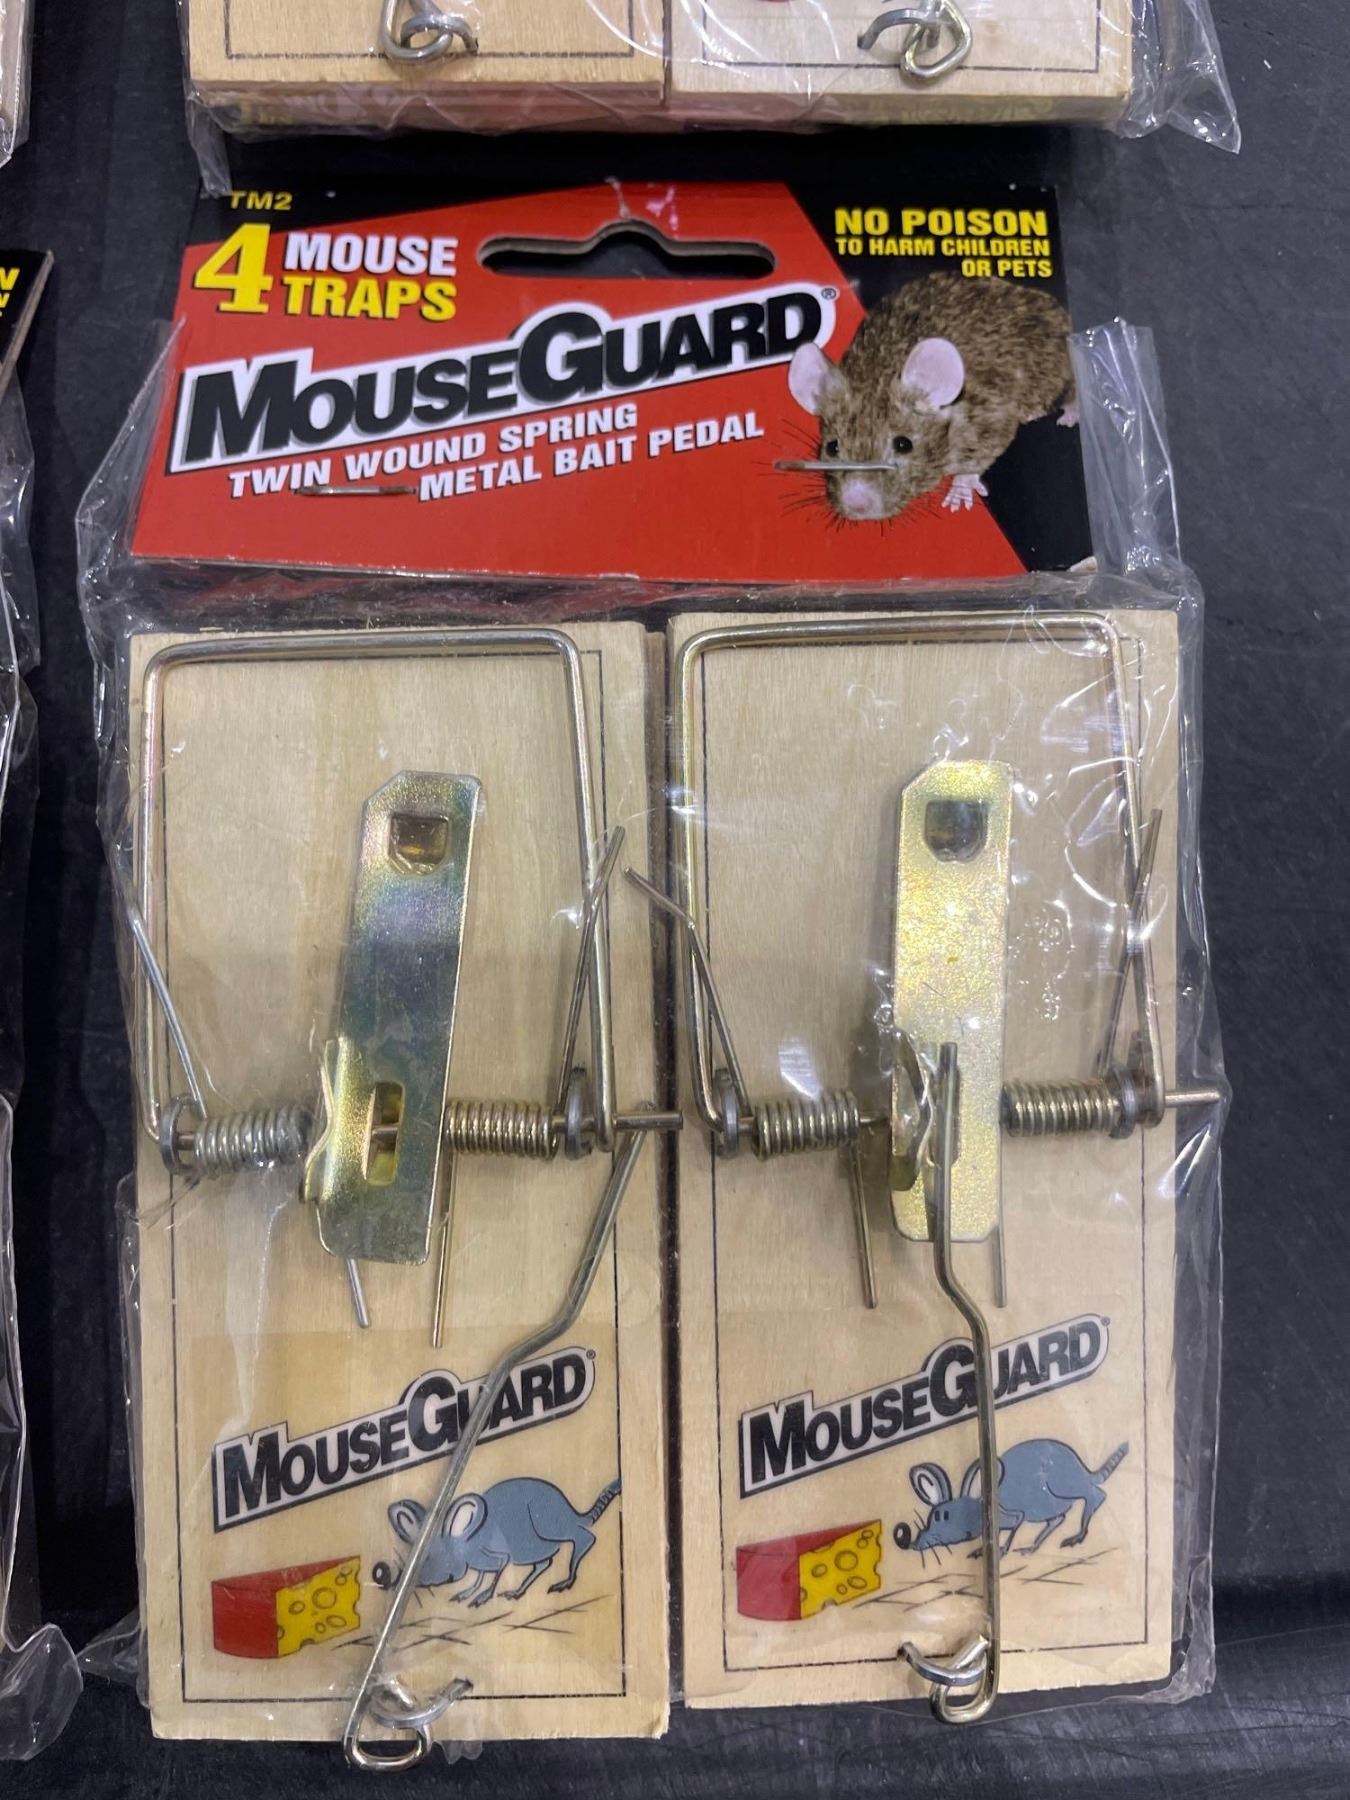 TM2
4 MOUSE
TRAPS
NO POISON
TO HARM CHILDREN
OR PETS
MOUSEGUARD®
TWIN WOUND SPRING
METAL BAIT PEDAL
MOUSEGUARD®
MOUSEGUARD®